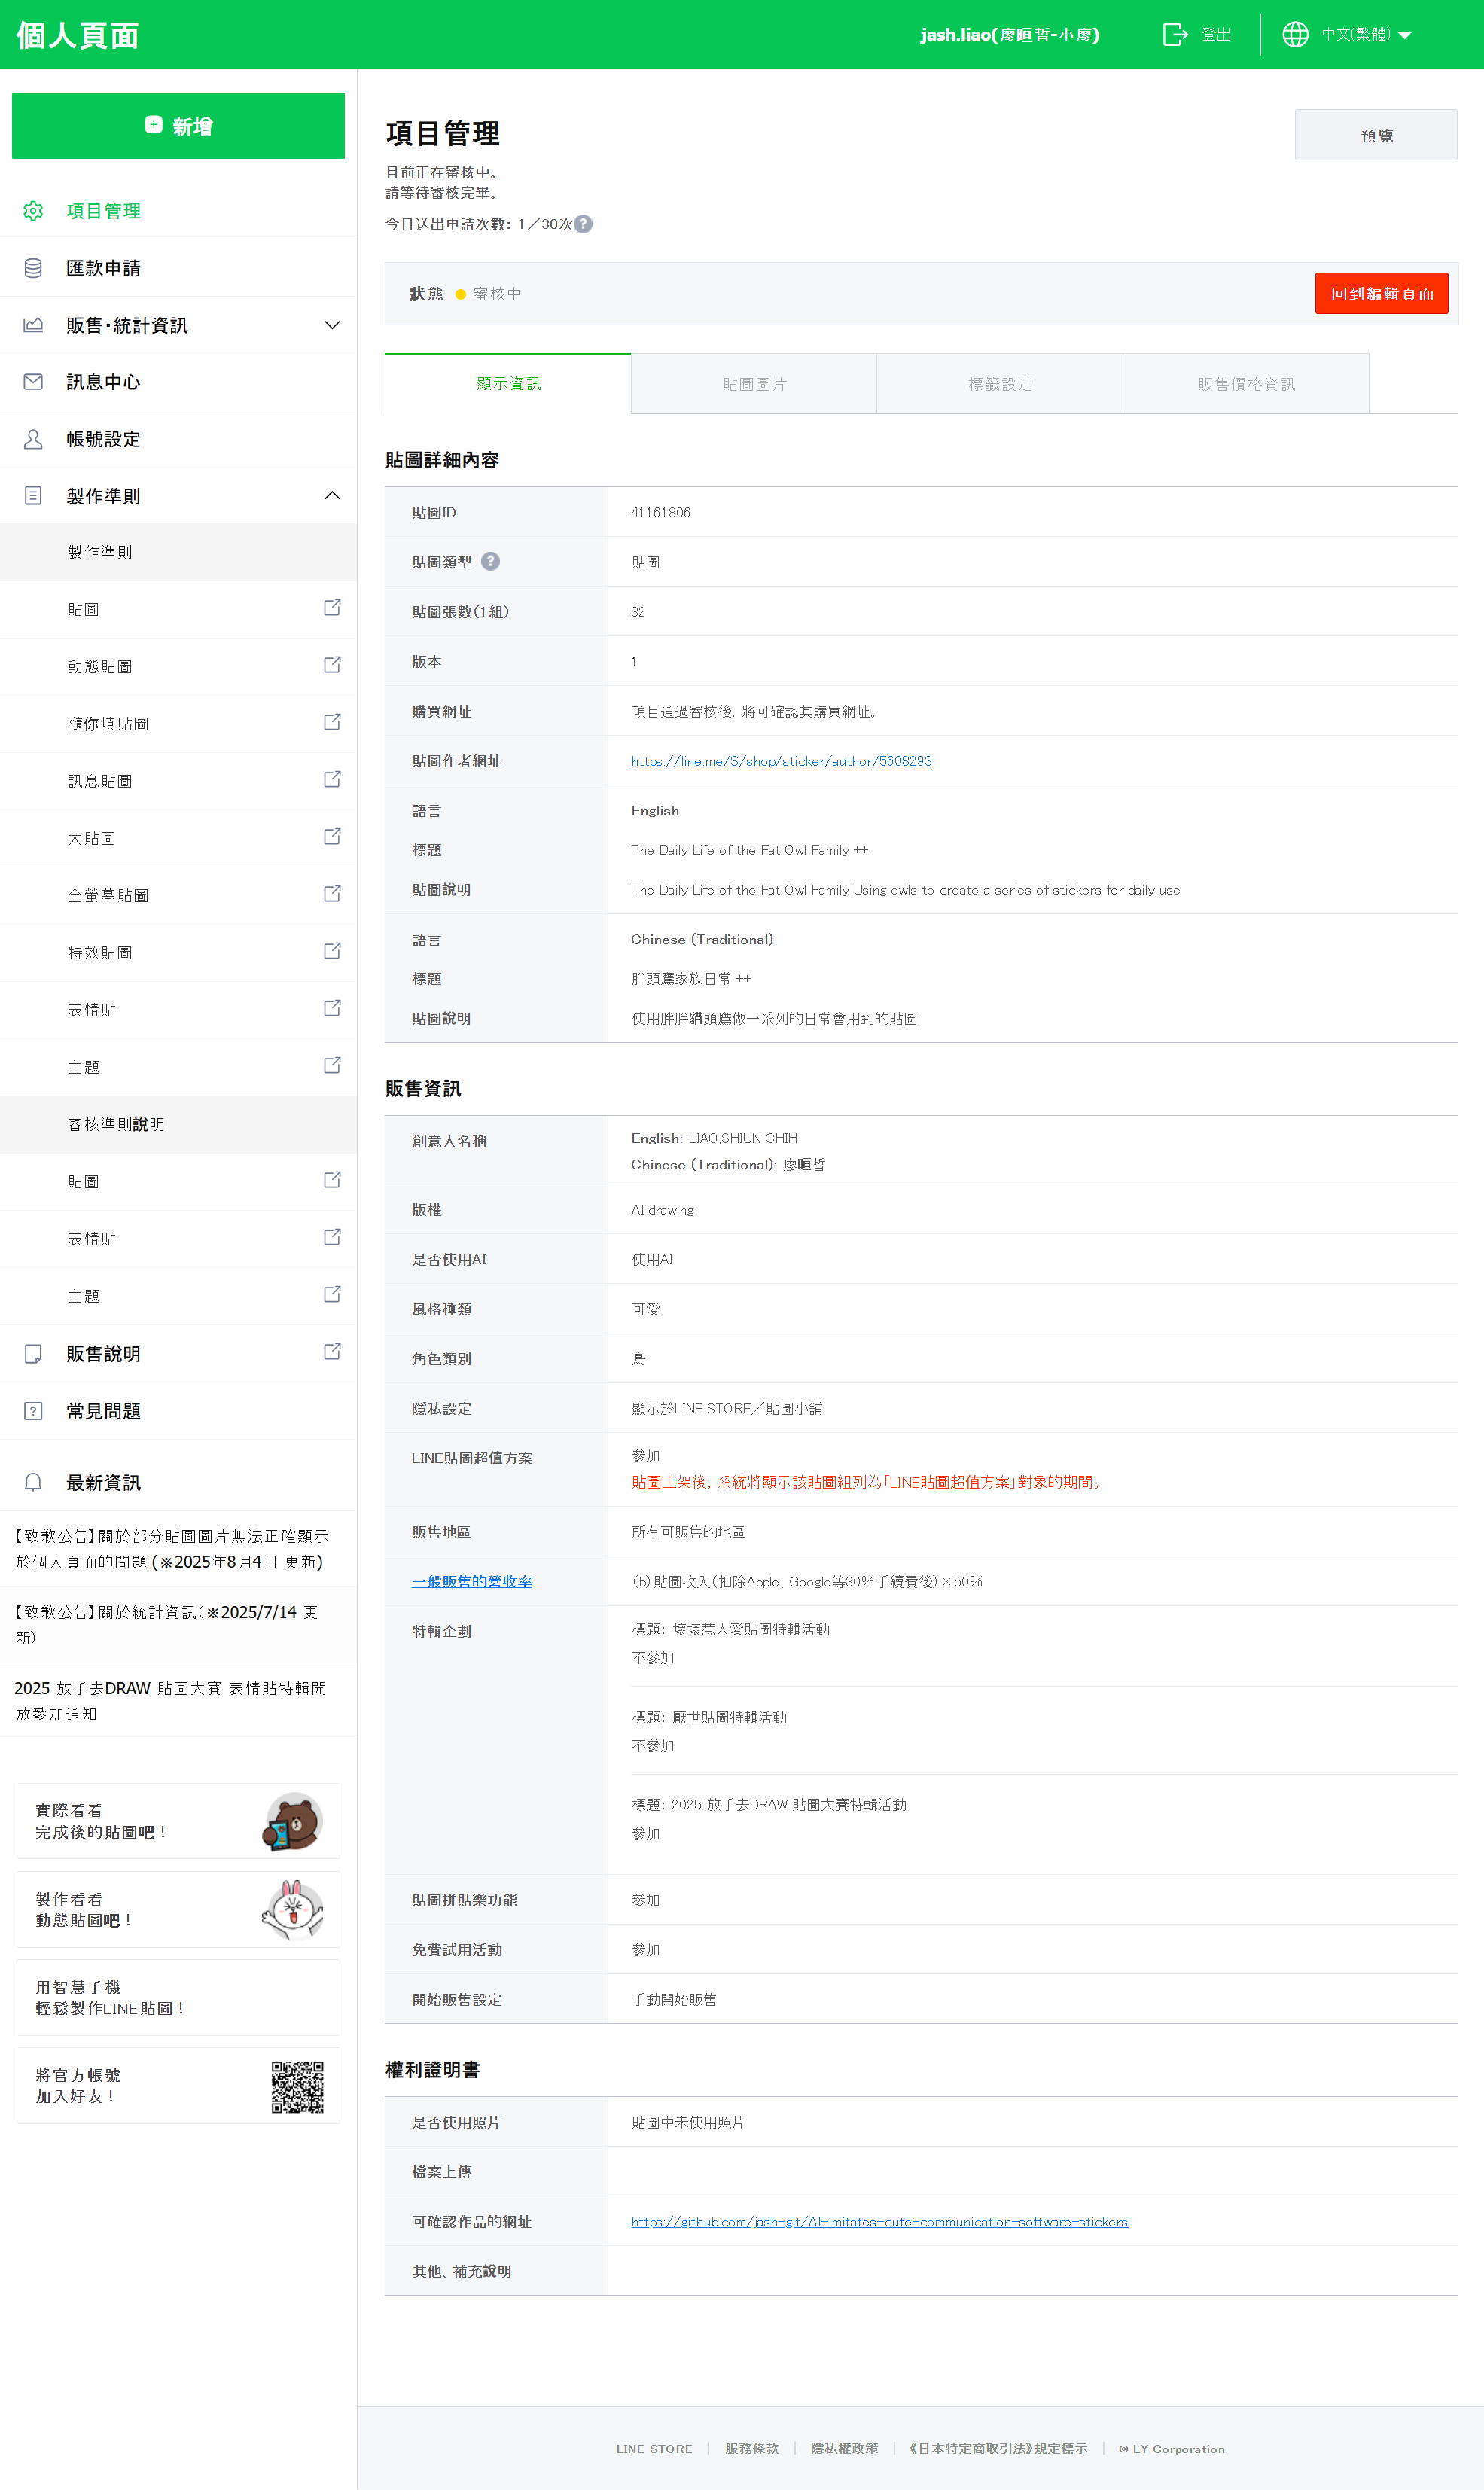 個人頁面
jash.liao(廖晅哲-小廖)
登出
中文(繁體)
新增
項目管理
匯款申請
販售・統計資訊
訊息中心
帳號設定
製作準則
製作準則
貼圖
動態貼圖
隨你填貼圖
訊息貼圖
大貼圖
全螢幕貼圖
特效貼圖
表情貼
主題
審核準則說明
貼圖
表情貼
主題
販售說明
常見問題
最新資訊
【致歉公告】關於部分貼圖圖片無法正確顯示
於個人頁面的問題 (※2025年8月4日 更新)
【致歉公告】關於統計資訊(※2025/7/14 更
新)
2025 放手去DRAW 貼圖大賽 表情貼特輯開
放參加通知
實際看看
完成後的貼圖吧！
製作看看
動態貼圖吧！
用智慧手機
輕鬆製作LINE貼圖！
將官方帳號
加入好友！
項目管理
預覽
目前正在審核中。
請等待審核完畢。
今日送出申請次數: 1／30次
狀態 審核中
回到編輯頁面
顯示資訊
貼圖圖片
標籤設定
販售價格資訊
貼圖詳細內容
貼圖ID 41161806
貼圖類型 貼圖
貼圖張數(1組) 32
版本 1
購買網址 項目通過審核後，將可確認其購買網址。
貼圖作者網址 https://line.me/S/shop/sticker/author/5608293
語言 English
標題 The Daily Life of the Fat Owl Family ++
貼圖說明 The Daily Life of the Fat Owl Family Using owls to create a series of stickers for daily use
語言 Chinese (Traditional)
標題 胖頭鷹家族日常 ++
貼圖說明 使用胖胖貓頭鷹做一系列的日常會用到的貼圖
販售資訊
創意人名稱 English: LIAO,SHIUN CHIH
Chinese (Traditional): 廖晅哲
版權 AI drawing
是否使用AI 使用AI
風格種類 可愛
角色類別 鳥
隱私設定 顯示於LINE STORE／貼圖小舖
LINE貼圖超值方案 參加
貼圖上架後，系統將顯示該貼圖組列為「LINE貼圖超值方案」對象的期間。
販售地區 所有可販售的地區
一般販售的營收率 (b) 貼圖收入(扣除Apple、Google等30％手續費後)×50％
特輯企劃 標題: 壞壞惹人愛貼圖特輯活動
不參加
標題: 厭世貼圖特輯活動
不參加
標題: 2025 放手去DRAW 貼圖大賽特輯活動
參加
貼圖拼貼樂功能 參加
免費試用活動 參加
開始販售設定 手動開始販售
權利證明書
是否使用照片 貼圖中未使用照片
檔案上傳
可確認作品的網址 https://github.com/jash-git/AI-imitates-cute-communication-software-stickers
其他、補充說明
LINE STORE | 服務條款 | 隱私權政策 | 《日本特定商取引法》規定標示 | © LY Corporation